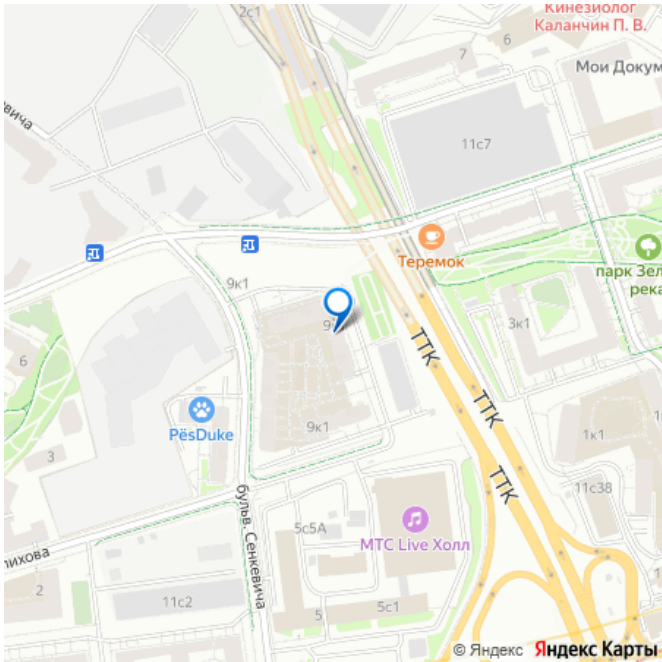 Кинезиолог
Каланчин П. В.
2с1
7
6
Мои Докум
евича
11с7
Теремок
парк Зел
река
9к1
9
3к1
ТТК
6
ТТК
PёsDuke
9к1
1к1
3
ТТК
11с38
бульв. Сенкевича
5с5А
МТС Live Холл
лихова
2
11с2
5
5с1
© Яндекс Яндекс Карты